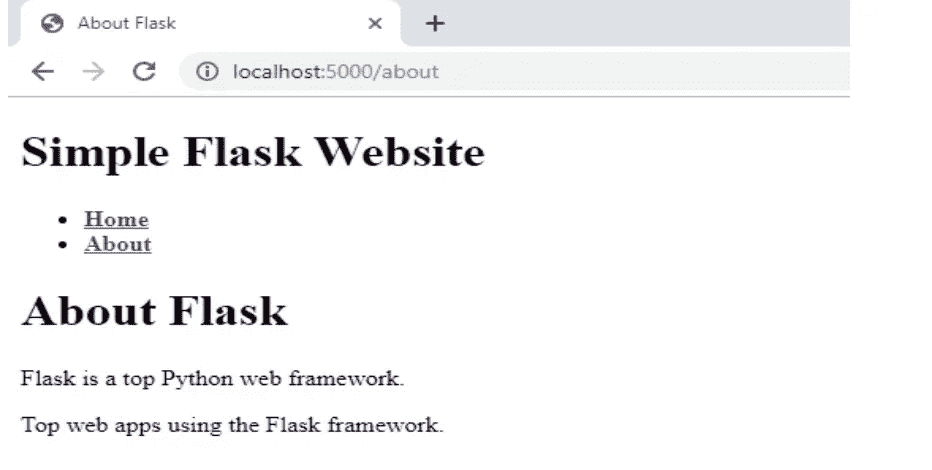 About Flask
localhost:5000/about
Simple Flask Website
Home
About
About Flask
Flask is a top Python web framework.
Top web apps using the Flask framework.